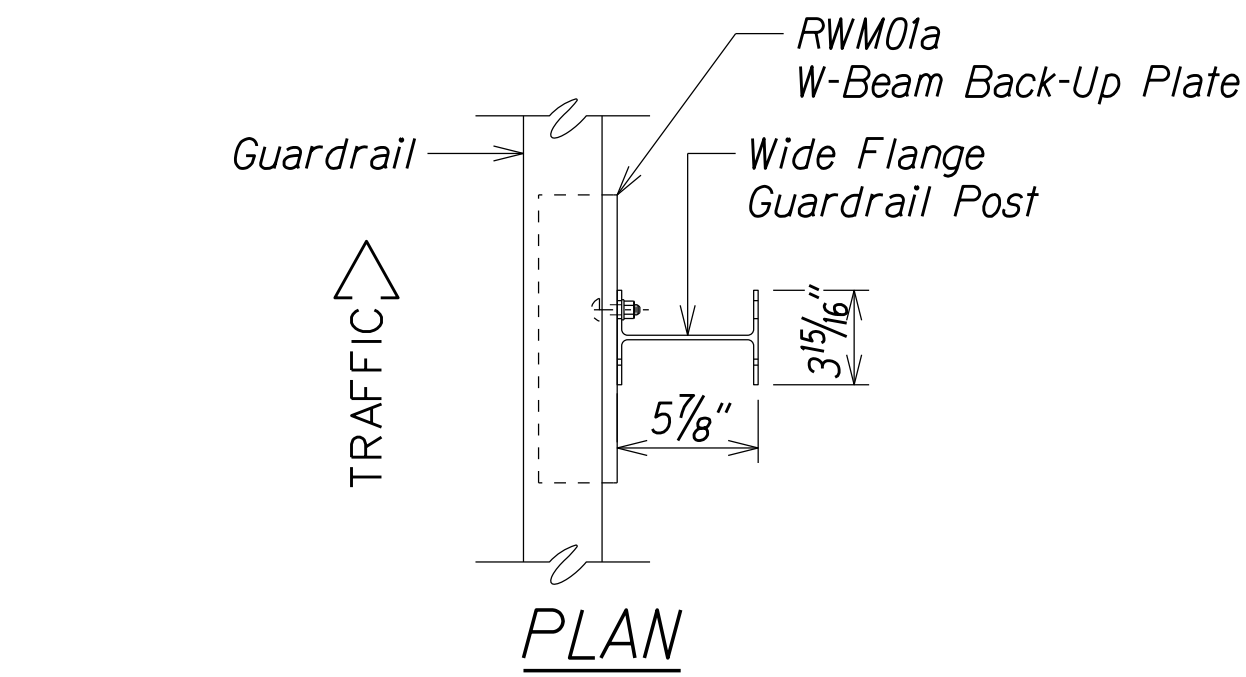 RWM01a
W-Beam Back-Up Plate
Guardrail
Wide Flange
Guardrail Post
TRAFFIC
3 15/16"
5 7/8"
PLAN